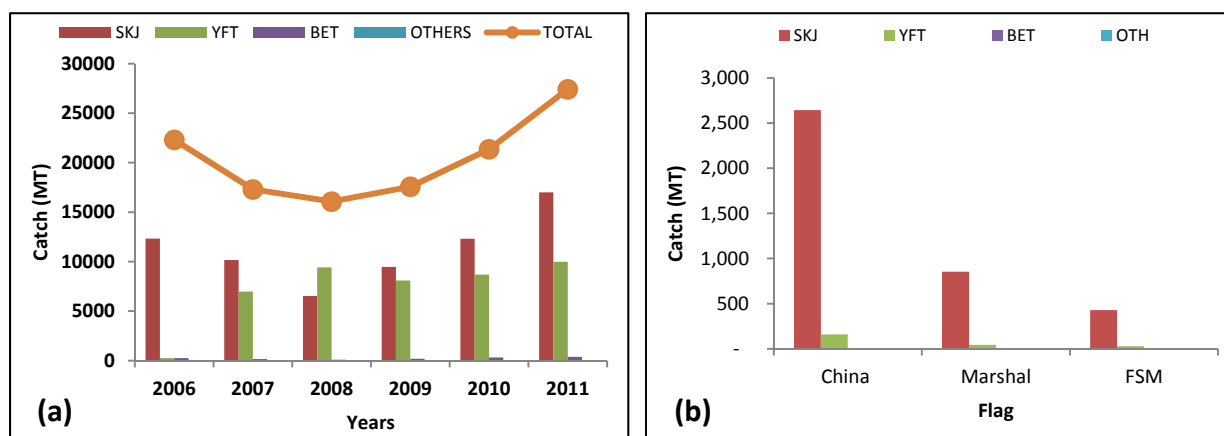 SKJ YFT BET OTHERS TOTAL
30000
25000
20000
15000
10000
5000
0
Catch (MT)
2006 2007 2008 2009 2010 2011
Years
(a)
SKJ YFT BET OTH
3,000
2,500
2,000
1,500
1,000
500
-
Catch (MT)
China Marshal FSM
Flag
(b)